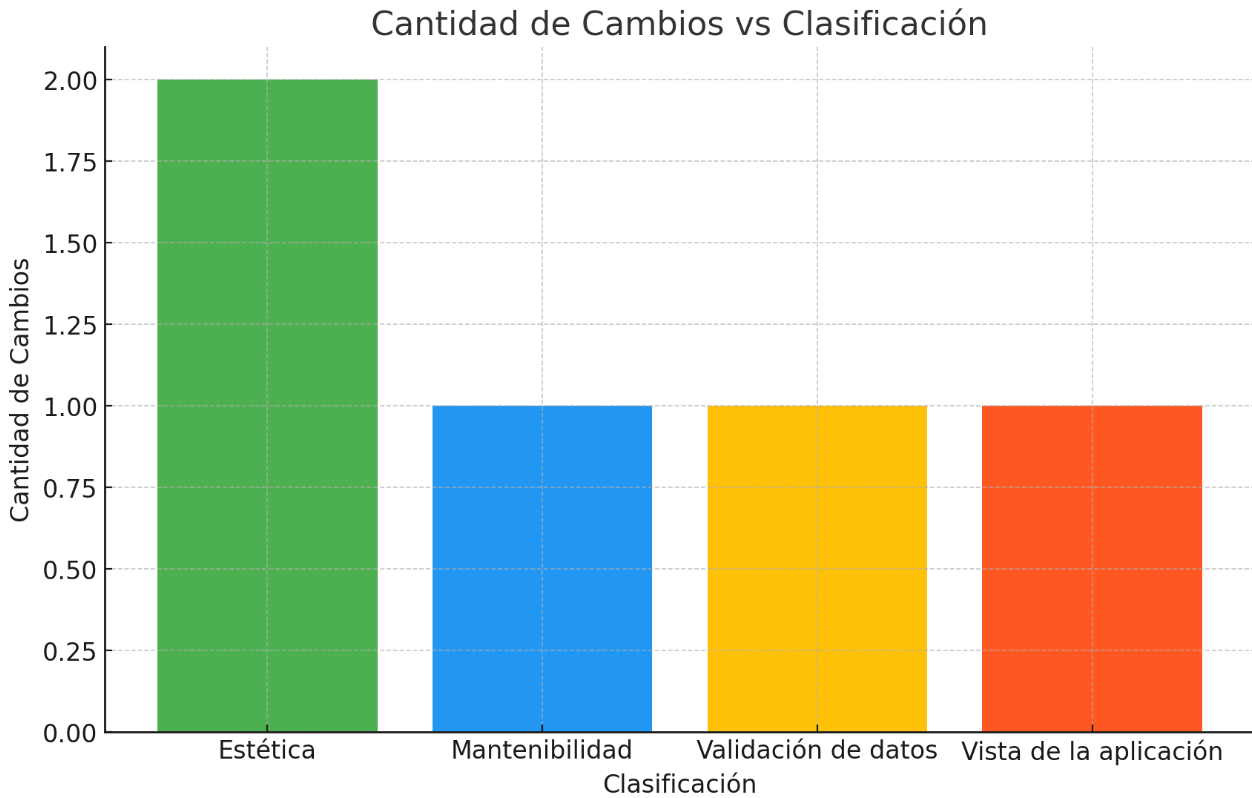 Cantidad de Cambios vs Clasificación
Cantidad de Cambios
2.00
1.75
1.50
1.25
1.00
0.75
0.50
0.25
0.00
Estética
Mantenibilidad
Validación de datos
Vista de la aplicación
Clasificación